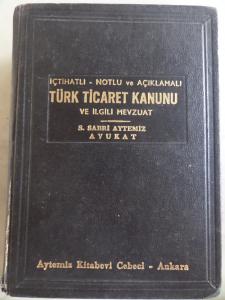 İÇTİHATLI - NOTLU ve AÇIKLAMALI
TÜRK TİCARET KANUNU
VE İLGİLİ MEVZUAT
S. SABRİ AYTEMİZ
AVUKAT
Aytemiz Kitabevi Cebeci - Ankara